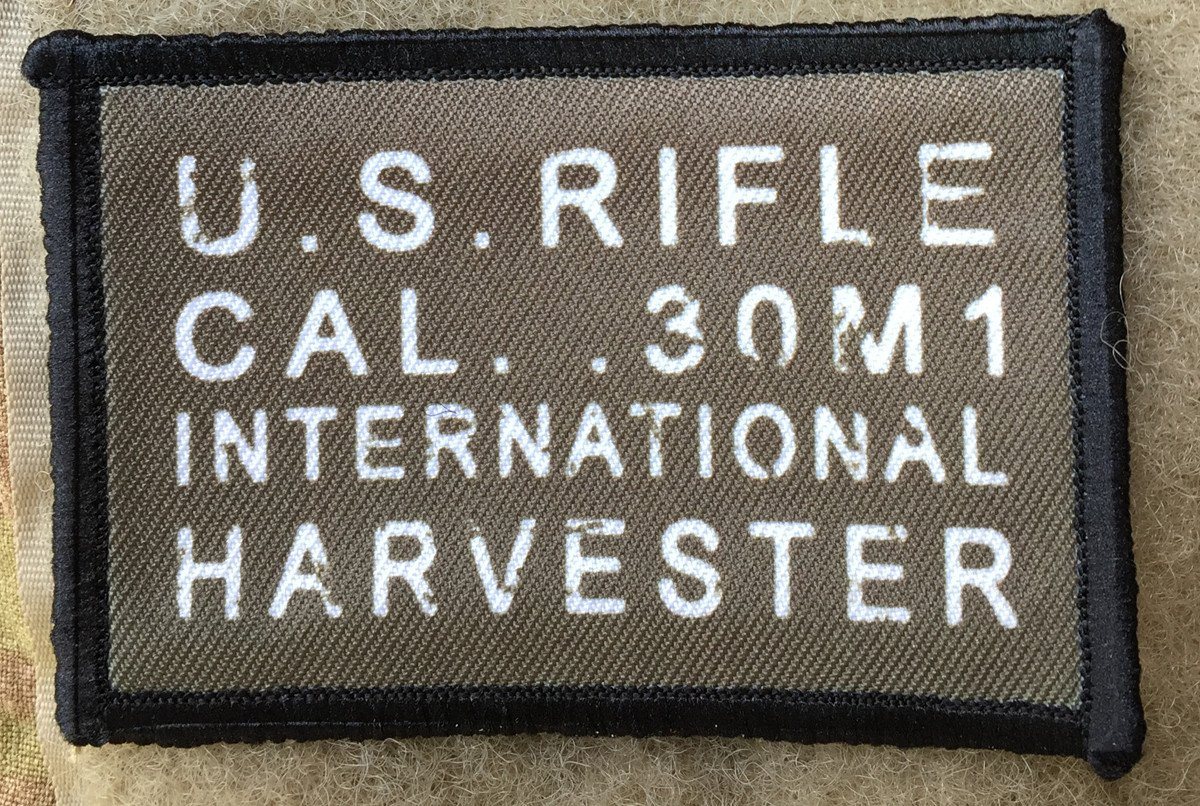 U.S. RIFLE
CAL. .30M1
INTERNATIONAL
HARVESTER